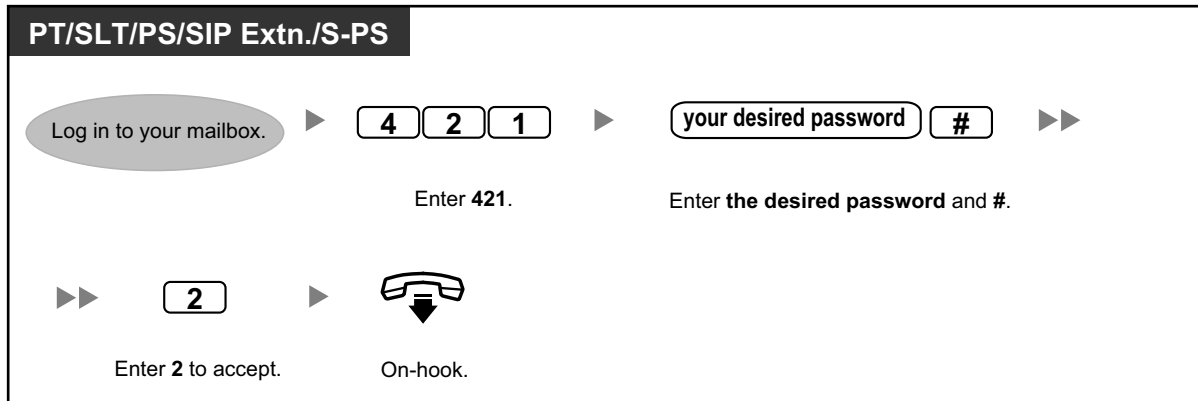 PT/SLT/PS/SIP Extn./S-PS
Log in to your mailbox.
4 2 1
your desired password #
Enter 421.
Enter the desired password and #.
2
Enter 2 to accept.
On-hook.